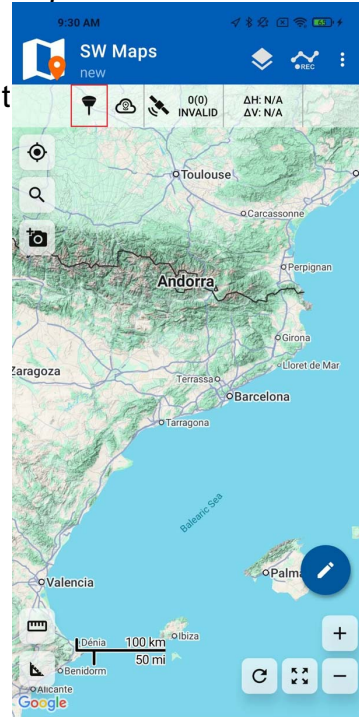 t
9:30 AM
SW Maps
new
REC
0(0)
INVALID
ΔH: N/A
ΔV: N/A
Toulouse
Carcassonne
Perpignan
Andorra
Girona
Lloret de Mar
Zaragoza
Terrassa
Barcelona
Tarragona
Balearic Sea
Palma
Valencia
Ibiza
Dénia
100 km
50 mi
Benidorm
Alicante
Google